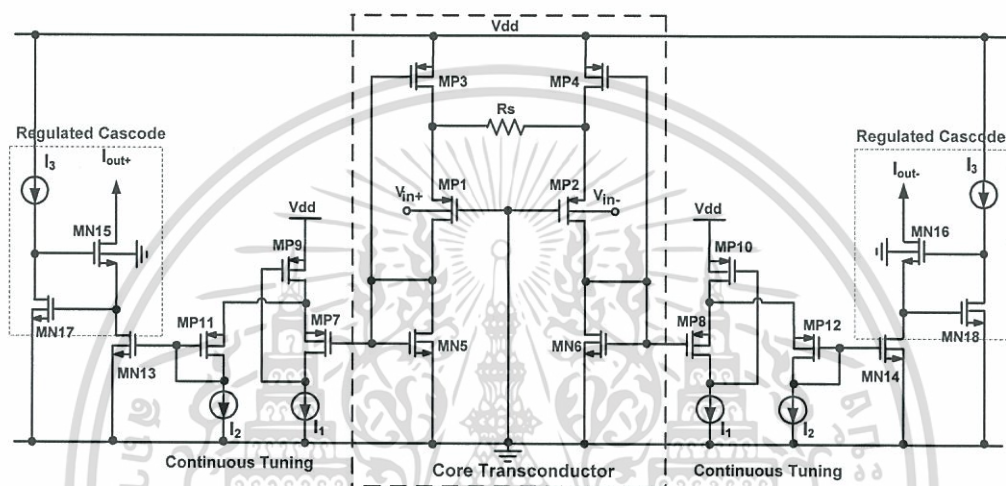 Vdd
MP3
MP4
Rs
Regulated Cascode
Iout+
I3
MN15
MN17
MP1
MP2
Vin+
Vin-
Regulated Cascode
Iout-
I3
MN16
MN18
Vdd
MP9
MP11
MP7
MN13
MN5
MN6
Vdd
MP10
MP8
MP12
MN14
I2
I1
I1
I2
Continuous Tuning
Core Transconductor
Continuous Tuning